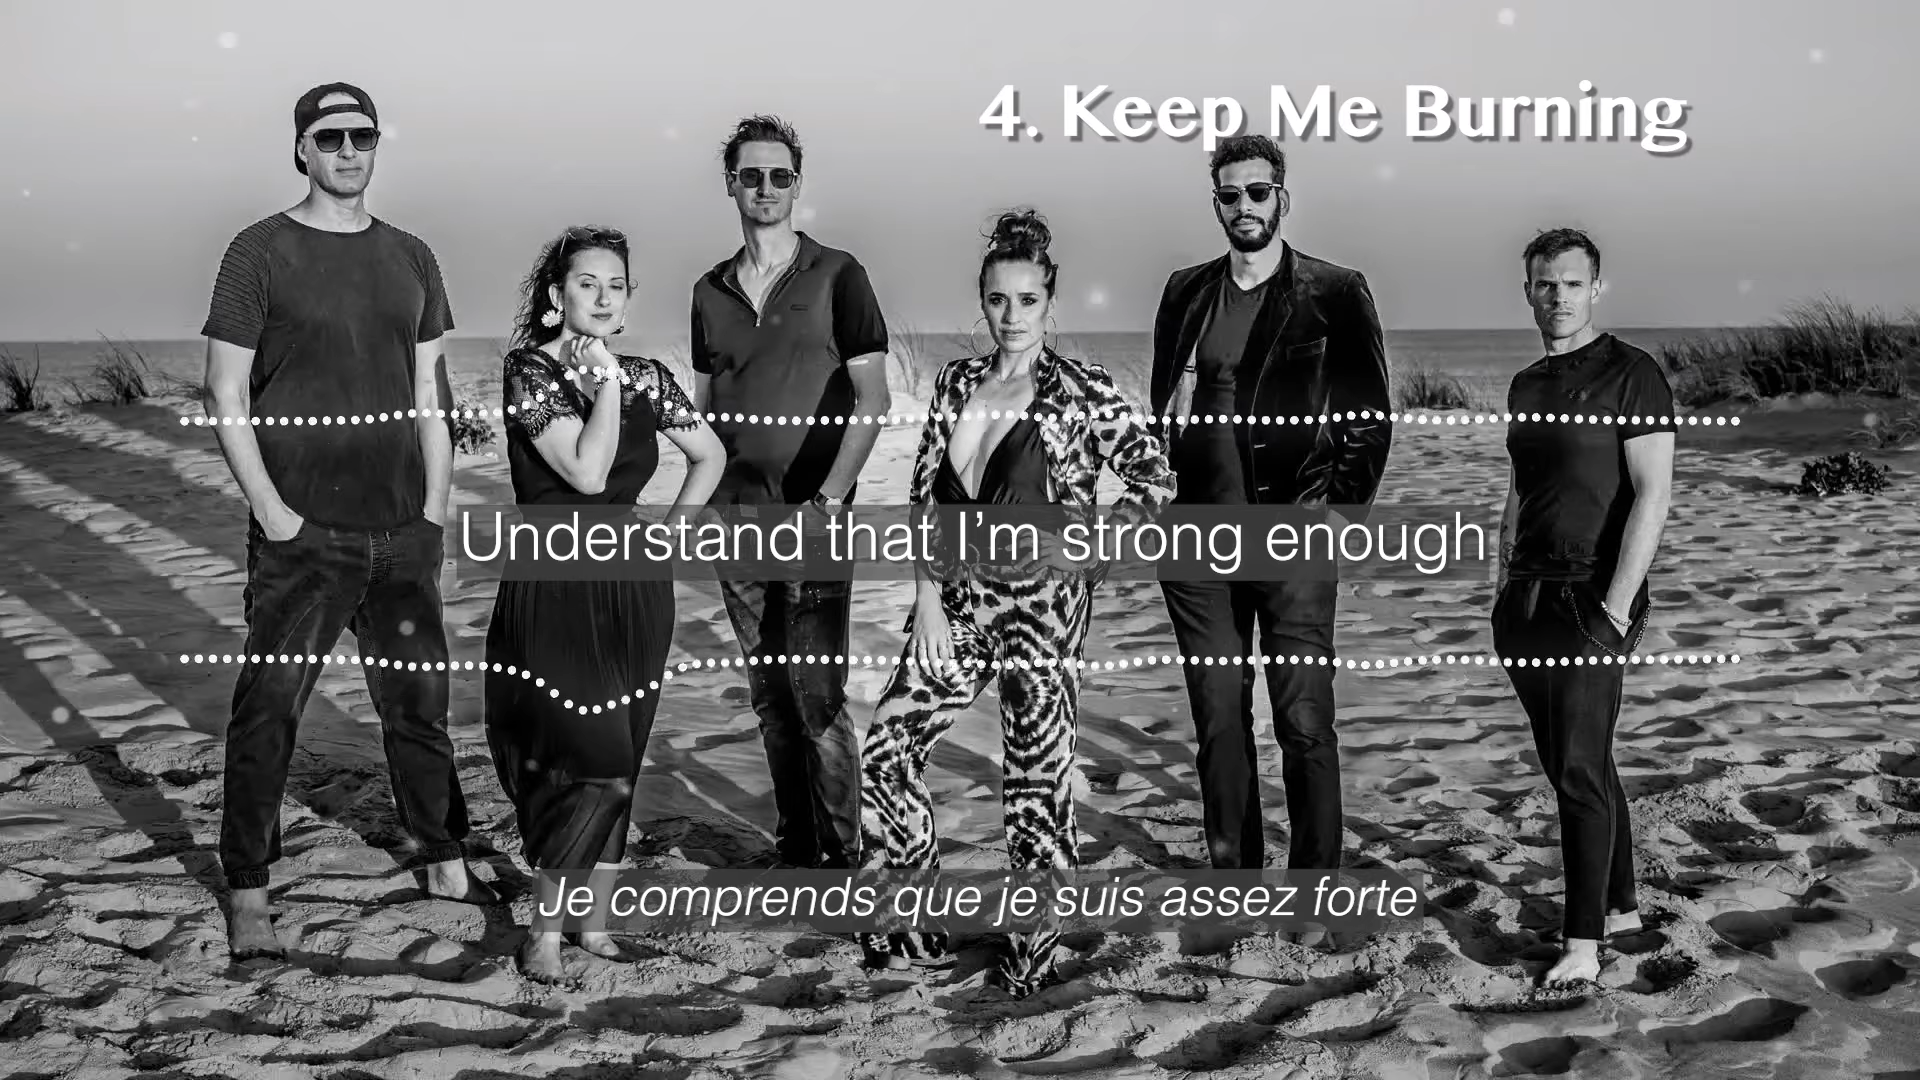 4. Keep Me Burning
Understand that I’m strong enough
Je comprends que je suis assez forte